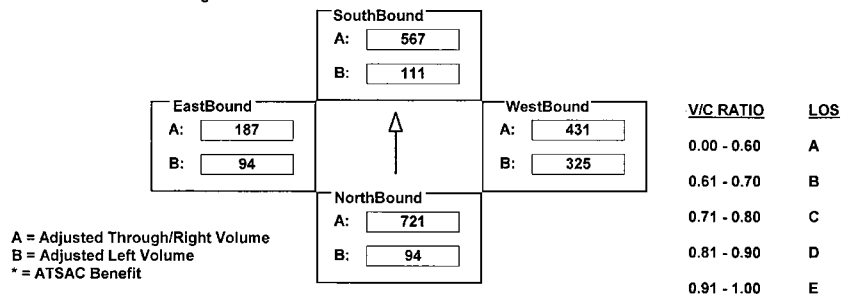 SouthBound
A: 567
B: 111
EastBound
A: 187
B: 94
WestBound
A: 431
B: 325
NorthBound
A: 721
B: 94
A = Adjusted Through/Right Volume
B = Adjusted Left Volume
* = ATSAC Benefit
V/C RATIO LOS
0.00 - 0.60 A
0.61 - 0.70 B
0.71 - 0.80 C
0.81 - 0.90 D
0.91 - 1.00 E